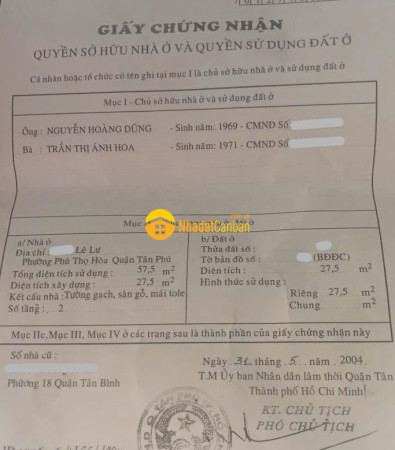 GIẤY CHỨNG NHẬN
QUYỀN SỞ HỮU NHÀ Ở VÀ QUYỀN SỬ DỤNG ĐẤT Ở
Cá nhân hoặc tổ chức có tên ghi tại mục I là chủ sở hữu nhà ở và sử dụng đất ở
Mục I - Chủ sở hữu nhà ở và sử dụng đất ở
Ông : NGUYỄN HOÀNG DŨNG - Sinh năm: 1969 - CMND Số:
Bà : TRẦN THỊ ÁNH HOA - Sinh năm: 1971 - CMND Số:
Mục
NhadatCanban
a/ Nhà ở
Địa chỉ : Lê Lư
Phường Phú Thọ Hòa Quận Tân Phú
Tổng diện tích sử dụng : 57,5 m2
Diện tích xây dựng : 27,5 m2
Kết cấu nhà :Tường gạch, sàn gỗ, mái tole
Số tầng : 2
b/ Đất ở
Thửa đất số :
Tờ bản đồ số : (BĐĐC)
Diện tích : 27,5 m2
Hình thức sử dụng :
Riêng 27,5 m2
Chung m2
Mục IIc,Mục III, Mục IV ở các trang sau là thành phần của giấy chứng nhận này
Số nhà cũ :
Phường 18 Quận Tân Bình
Ngày 31 tháng 5 năm 2004
T.M Ủy ban Nhân dân lâm thời Quận Tân
Thành phố Hồ Chí Minh
KT. CHỦ TỊCH
PHÓ CHỦ TỊCH